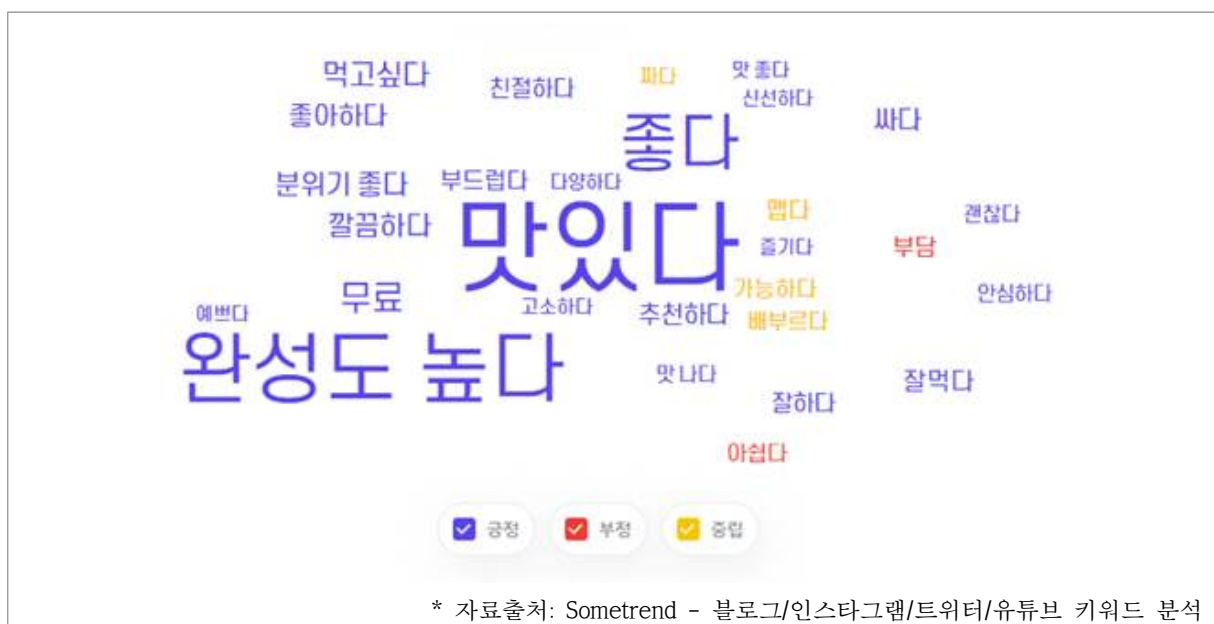 먹고싶다 친절하다 짜다 맛 좋다
신선하다
좋아하다 좋다 싸다
분위기 좋다 부드럽다 다양하다
맵다 괜찮다
깔끔하다 맛있다 즐기다 부담
가능하다 안심하다
무료 고소하다 추천하다 배부르다
예쁘다
완성도 높다 맛 나다 잘먹다
잘하다
아쉽다
긍정 부정 중립
* 자료출처: Sometrend - 블로그/인스타그램/트위터/유튜브 키워드 분석